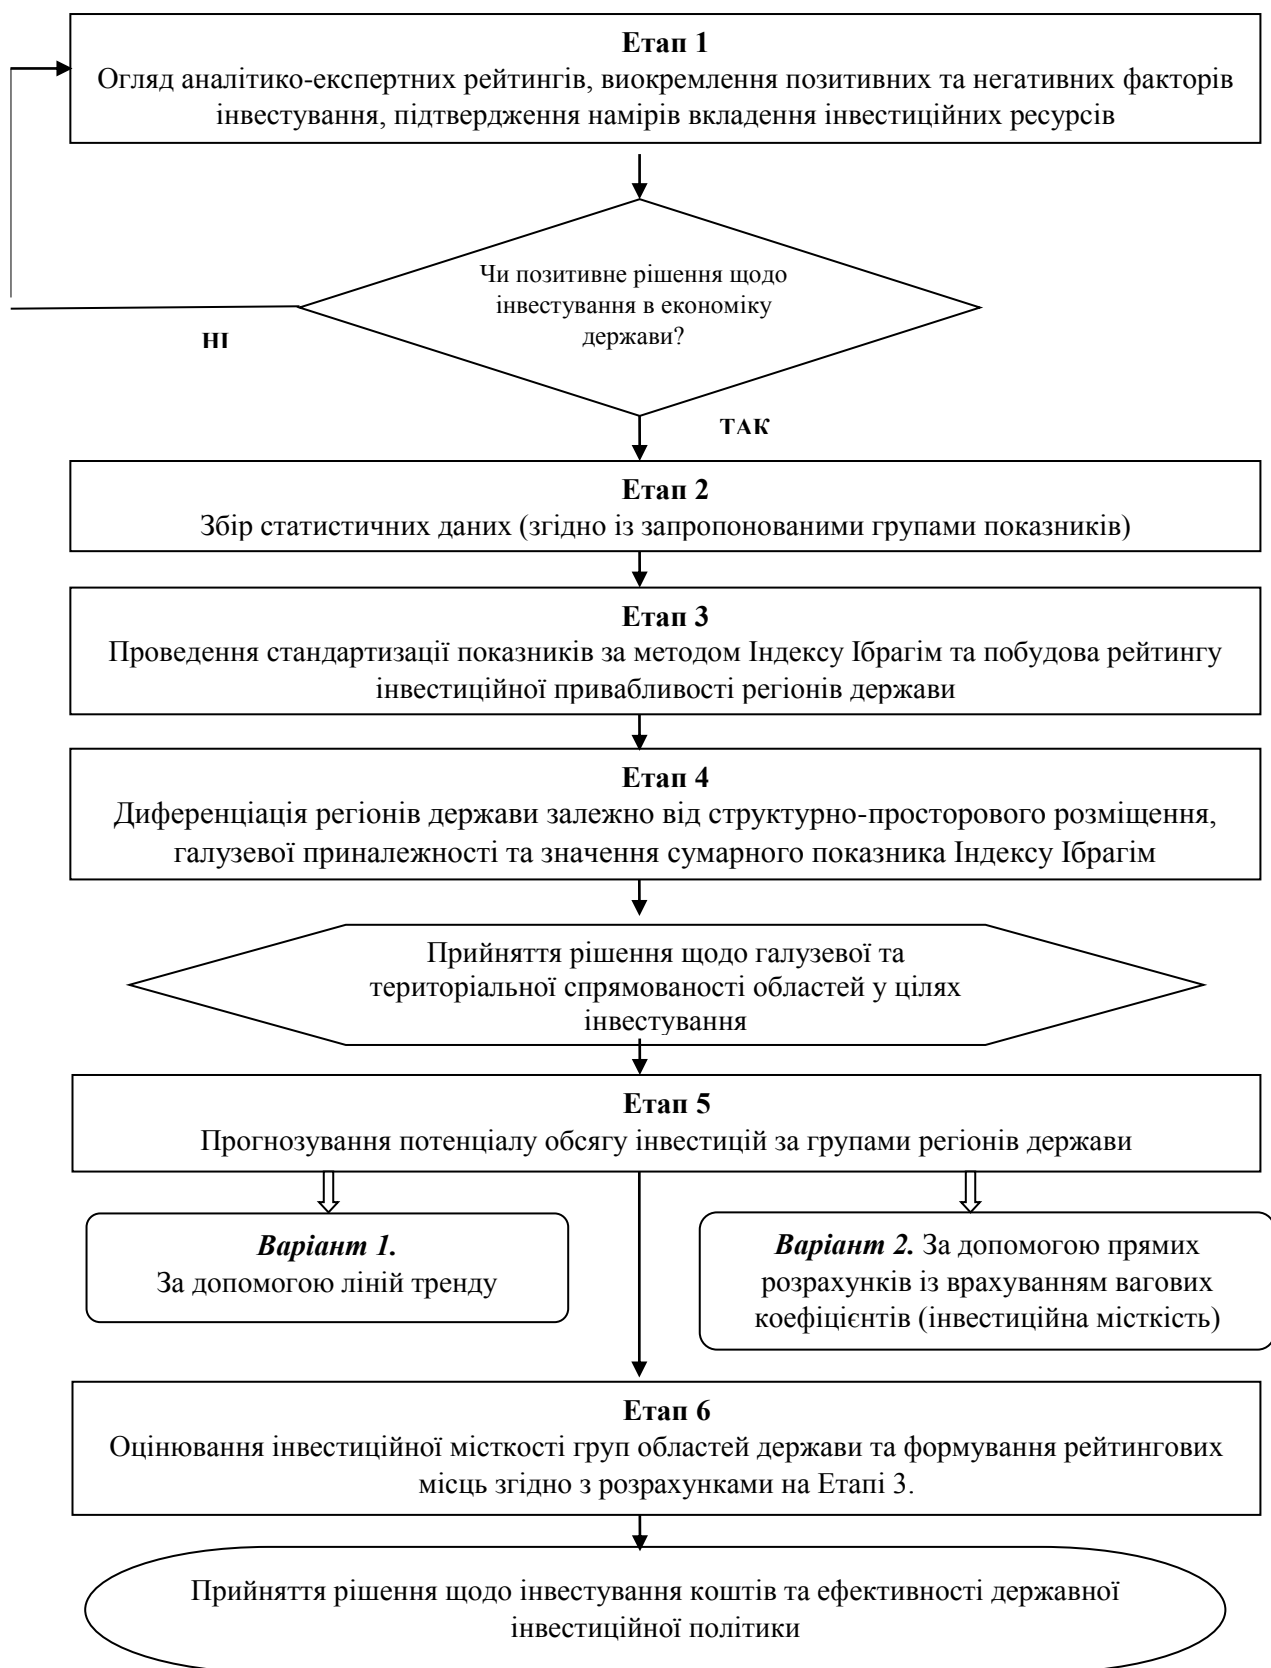 Етап 1
Огляд аналітико-експертних рейтингів, виокремлення позитивних та негативних факторів
інвестування, підтвердження намірів вкладення інвестиційних ресурсів
Чи позитивне рішення щодо
інвестування в економіку
держави?
НІ
ТАК
Етап 2
Збір статистичних даних (згідно із запропонованими групами показників)
Етап 3
Проведення стандартизації показників за методом Індексу Ібрагім та побудова рейтингу
інвестиційної привабливості регіонів держави
Етап 4
Диференціація регіонів держави залежно від структурно-просторового розміщення,
галузевої приналежності та значення сумарного показника Індексу Ібрагім
Прийняття рішення щодо галузевої та
територіальної спрямованості областей у цілях
інвестування
Етап 5
Прогнозування потенціалу обсягу інвестицій за групами регіонів держави
Варіант 1.
За допомогою ліній тренду
Варіант 2. За допомогою прямих
розрахунків із врахуванням вагових
коефіцієнтів (інвестиційна місткість)
Етап 6
Оцінювання інвестиційної місткості груп областей держави та формування рейтингових
місць згідно з розрахунками на Етапі 3.
Прийняття рішення щодо інвестування коштів та ефективності державної
інвестиційної політики